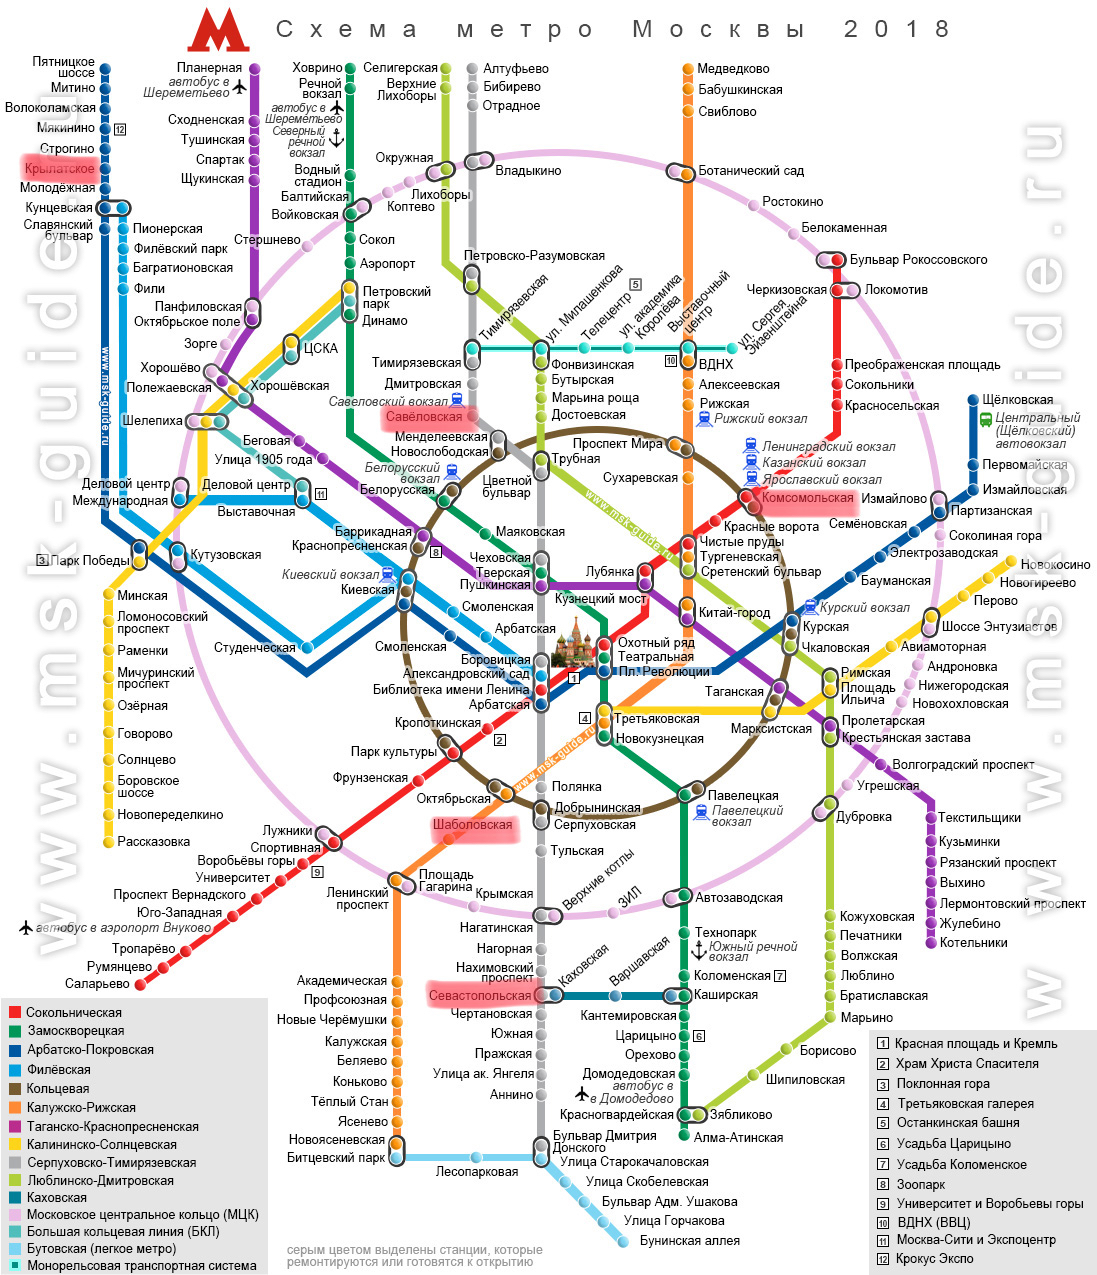 Схема метро Москвы 2018
Пятницкое
шоссе
Митино
Волоколамская
Мякинино
12
Строгино
Крылатское
Молодёжная
Кунцевская
Славянский
бульвар
Пионерская
Филёвский парк
Багратионовская
Фили
Планерная
автобус в
Шереметьево
Сходненская
Тушинская
Спартак
Щукинская
Стершнево
Панфиловская
Октябрьское поле
Зорге
Хорошёво
Полежаевская
Хорошёвская
ЦСКА
Шелепиха
Беговая
Улица 1905 года
Ховрино
Речной
вокзал
автобус в
Шереметьево
Северный
речной
вокзал
Водный
стадион
Балтийская
Войковская
Коптево
Сокол
Аэропорт
Петровский
парк
Динамо
Селигерская
Верхние
Лихоборы
Окружная
Лихоборы
Алтуфьево
Бибирево
Отрадное
Владыкино
Петровско-Разумовская
Тимирязевская
ул. Милашенкова
Телецентр
5
ул. академика
Королёва
Выставочный
центр
ул. Сергея
Эйзенштейна
Тимирязевская
Фонвизинская
10
ВДНХ
Дмитровская
Бутырская
Савеловский вокзал
Марьина роща
Савёловская
Достоевская
Менделеевская
Новослободская
Трубная
Цветной
бульвар
Медведково
Бабушкинская
Свиблово
Ботанический сад
Ростокино
Белокаменная
Бульвар Рокоссовского
Черкизовская
Локомотив
Преображенская площадь
Сокольники
Красносельская
Алексеевская
Рижская
Рижский вокзал
Проспект Мира
Сухаревская
Ленинградский вокзал
Казанский вокзал
Ярославский вокзал
Комсомольская
Красные ворота
Чистые пруды
Тургеневская
Сретенский бульвар
Щёлковская
Центральный
(Щёлковский)
автовокзал
Первомайская
Измайловская
Измайлово
Партизанская
Семёновская
Соколиная гора
Электрозаводская
Бауманская
Новокосино
Новогиреево
Перово
Шоссе Энтузиастов
Авиамоторная
Андроновка
Нижегородская
Новохохловская
Курский вокзал
Курская
Чкаловская
Римская
Площадь
Ильича
Деловой центр
Международная
Деловой центр
11
Выставочная
3
Парк Победы
Кутузовская
Белорусский
вокзал
Белорусская
Маяковская
Баррикадная
Краснопресненская
8
Чеховская
Тверская
Пушкинская
Киевский вокзал
Киевская
Лубянка
Кузнецкий мост
Китай-город
Смоленская
Арбатская
Студенческая
Смоленская
Боровицкая
Александровский сад
Библиотека имени Ленина
Арбатская
Охотный ряд
Театральная
Пл. Революции
1
Кропоткинская
2
Парк культуры
Фрунзенская
Октябрьская
4
Третьяковская
Новокузнецкая
Таганская
Марксистская
Пролетарская
Крестьянская застава
Волгоградский проспект
Угрешская
Дубровка
Текстильщики
Кузьминки
Рязанский проспект
Выхино
Лермонтовский проспект
Жулебино
Котельники
Минская
Ломоносовский
проспект
Раменки
Мичуринский
проспект
Озёрная
Говорово
Солнцево
Боровское
шоссе
Новопеределкино
Рассказовка
Лужники
Спортивная
Воробьёвы горы
9
Университет
Проспект Вернадского
Юго-Западная
автобус в аэропорт Внуково
Тропарёво
Румянцево
Саларьево
Полянка
Добрынинская
Серпуховская
Павелецкая
Павелецкий
вокзал
Шаболовская
Тульская
Площадь
Гагарина
Ленинский
проспект
Крымская
Верхние котлы
ЗИЛ
Автозаводская
Нагатинская
Нагорная
Нахимовский
проспект
Севастопольская
Каховская
Варшавская
Технопарк
Южный речной
вокзал
Коломенская
7
Каширская
Чертановская
Южная
Пражская
Улица ак. Янгеля
Аннино
Кантемировская
Царицыно
6
Орехово
Домодедовская
автобус в
в Домодедово
Красногвардейская
Зябликово
Алма-Атинская
Кожуховская
Печатники
Волжская
Люблино
Братиславская
Марьино
Борисово
Шипиловская
Академическая
Профсоюзная
Новые Черёмушки
Калужская
Беляево
Коньково
Тёплый Стан
Ясенево
Новоясеневская
Битцевский парк
Лесопарковая
Бульвар Дмитрия
Донского
Улица Старокачаловская
Улица Скобелевская
Бульвар Адм. Ушакова
Улица Горчакова
Бунинская аллея
Сокольническая
Замоскворецкая
Арбатско-Покровская
Филёвская
Кольцевая
Калужско-Рижская
Таганско-Краснопресненская
Калининско-Солнцевская
Серпуховско-Тимирязевская
Люблинско-Дмитровская
Каховская
Московское центральное кольцо (МЦК)
Большая кольцевая линия (БКЛ)
Бутовская (легкое метро)
Монорельсовая транспортная система
серым цветом выделены станции, которые
ремонтируются или готовятся к открытию
1 Красная площадь и Кремль
2 Храм Христа Спасителя
3 Поклонная гора
4 Третьяковская галерея
5 Останкинская башня
6 Усадьба Царицыно
7 Усадьба Коломенское
8 Зоопарк
9 Университет и Воробьевы горы
10 ВДНХ (ВВЦ)
11 Москва-Сити и Экспоцентр
12 Крокус Экспо
www.msk-guide.ru
www.msk-guide.ru
www.msk-guide.ru
www.msk-guide.ru
www.msk-guide.ru